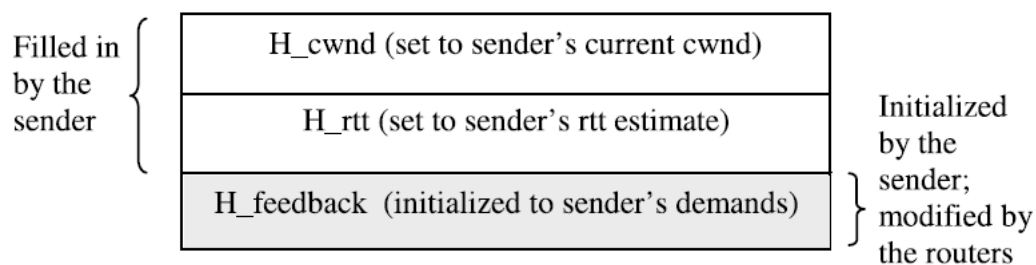 Filled in
by the
sender
H_cwnd (set to sender's current cwnd)
H_rtt (set to sender's rtt estimate)
H_feedback (initialized to sender's demands)
Initialized
by the
sender;
modified by
the routers